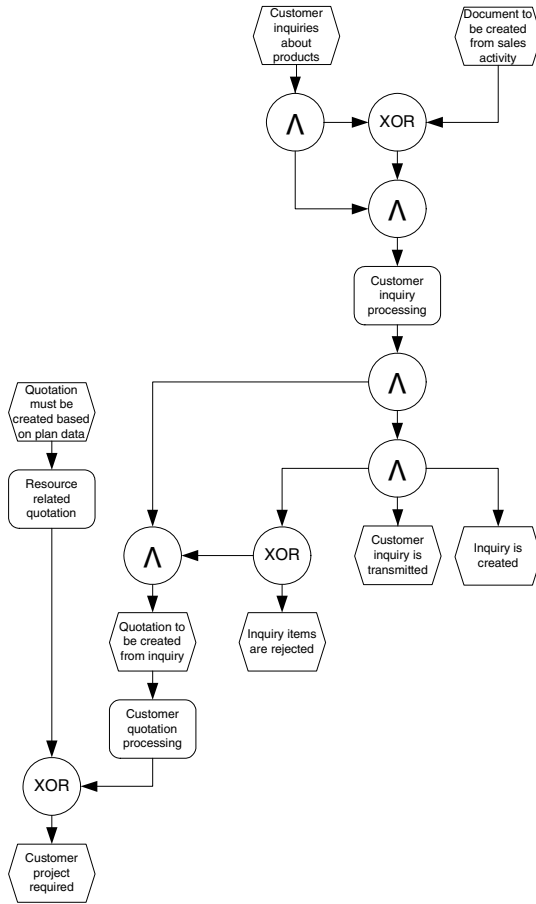 Customer
inquiries
about
products
Document to
be created
from sales
activity
Λ
XOR
Λ
Customer
inquiry
processing
Λ
Quotation
must be
created based
on plan data
Λ
Resource
related
quotation
Λ
XOR
Customer
inquiry is
transmitted
Inquiry is
created
Quotation to
be created
from inquiry
Inquiry items
are rejected
Customer
quotation
processing
XOR
Customer
project
required